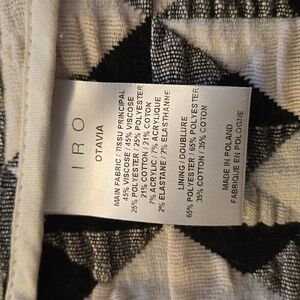 IRO
OTAVIA
MAIN FABRIC / TISSU PRINCIPAL
45% VISCOSE / 45% VISCOSE
25% POLYESTER / 25% POLYESTER
21% COTON / 21% COTON
7% ACRYLIC / 7% ACRYLIQUE
2% ELASTANE / 2% ELASTHANNE
LINING / DOUBLURE
65% POLYESTER / 65% POLYESTER
35% COTTON / 35% COTON
MADE IN POLAND
FABRIQUE EN POLOGNE